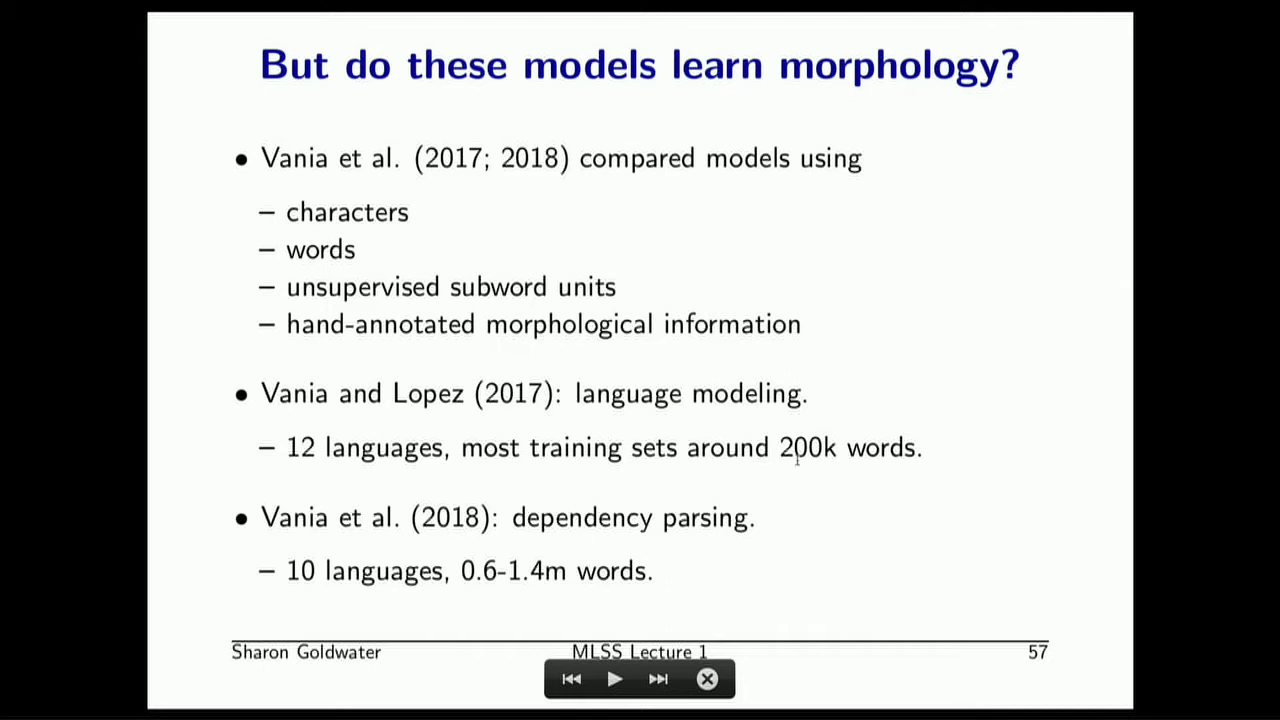 But do these models learn morphology?
• Vania et al. (2017; 2018) compared models using
– characters
– words
– unsupervised subword units
– hand-annotated morphological information
• Vania and Lopez (2017): language modeling.
– 12 languages, most training sets around 200k words.
• Vania et al. (2018): dependency parsing.
– 10 languages, 0.6-1.4m words.
Sharon Goldwater MLSS Lecture 1 57